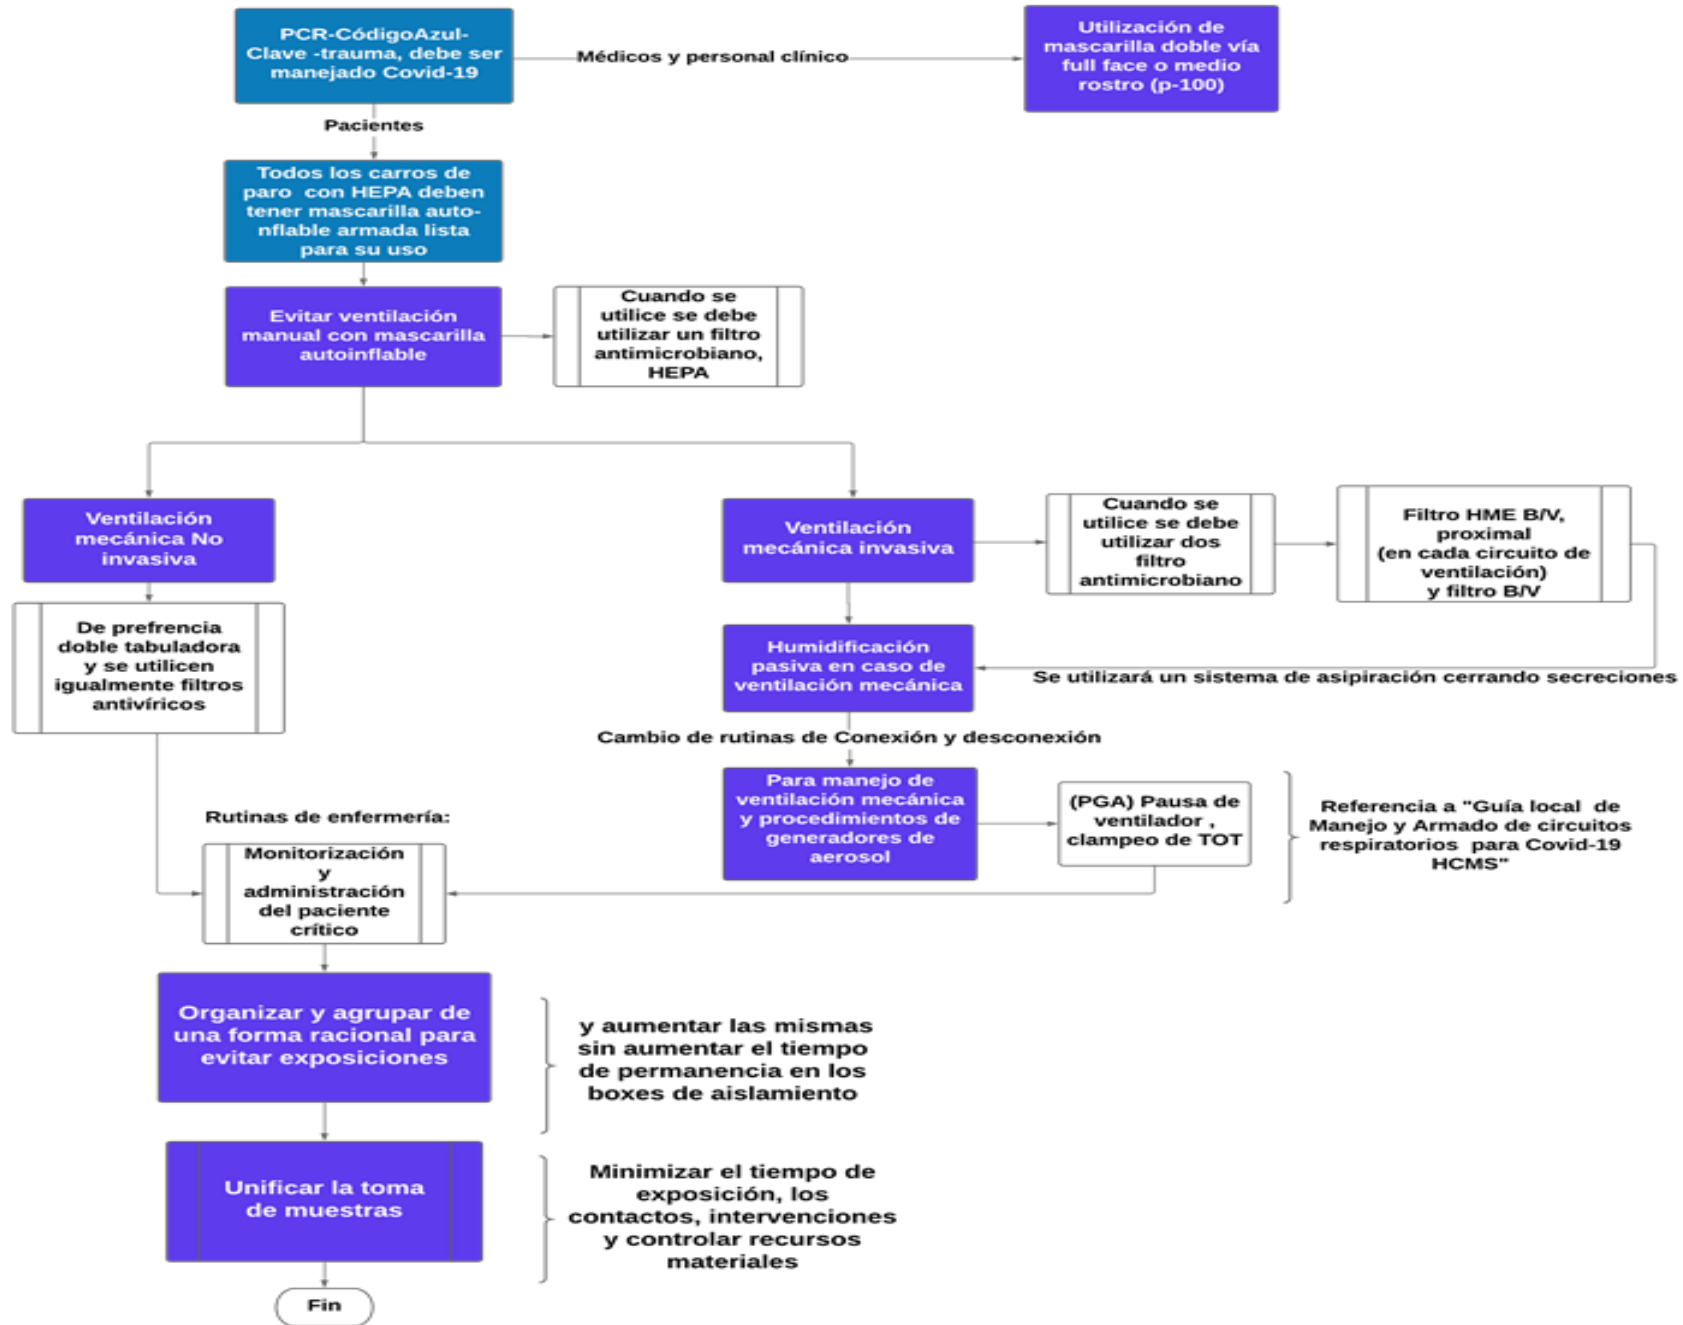 PCR-CódigoAzul-
Clave -trauma, debe ser
manejado Covid-19
Médicos y personal clínico
Utilización de
mascarilla doble vía
full face o medio
rostro (p-100)
Pacientes
Todos los carros de
paro  con HEPA deben
tener mascarilla auto-
nflable armada lista
para su uso
Evitar ventilación
manual con mascarilla
autoinflable
Cuando se
utilice se debe
utilizar un filtro
antimicrobiano,
HEPA
Ventilación
mecánica No
invasiva
De prefrencia
doble tabuladora
y se utilicen
igualmente filtros
antivíricos
Ventilación
mecánica invasiva
Cuando se
utilice se debe
utilizar dos
filtro
antimicrobiano
Filtro HME B/V,
proximal
(en cada circuito de
ventilación)
y filtro B/V
Humidificación
pasiva en caso de
ventilación mecánica
Se utilizará un sistema de asipiración cerrando secreciones
Cambio de rutinas de Conexión y desconexión
Para manejo de
ventilación mecánica
y procedimientos de
generadores de
aerosol
(PGA) Pausa de
ventilador ,
clampeo de TOT
Referencia a "Guía local  de
Manejo y Armado de circuitos
respiratorios  para Covid-19
HCMS"
Rutinas de enfermería:
Monitorización
y
administración
del paciente
crítico
Organizar y agrupar de
una forma racional para
evitar exposiciones
y aumentar las mismas
sin aumentar el tiempo
de permanencia en los
boxes de aislamiento
Unificar la toma
de muestras
Minimizar el tiempo de
exposición, los
contactos, intervenciones
y controlar recursos
materiales
Fin